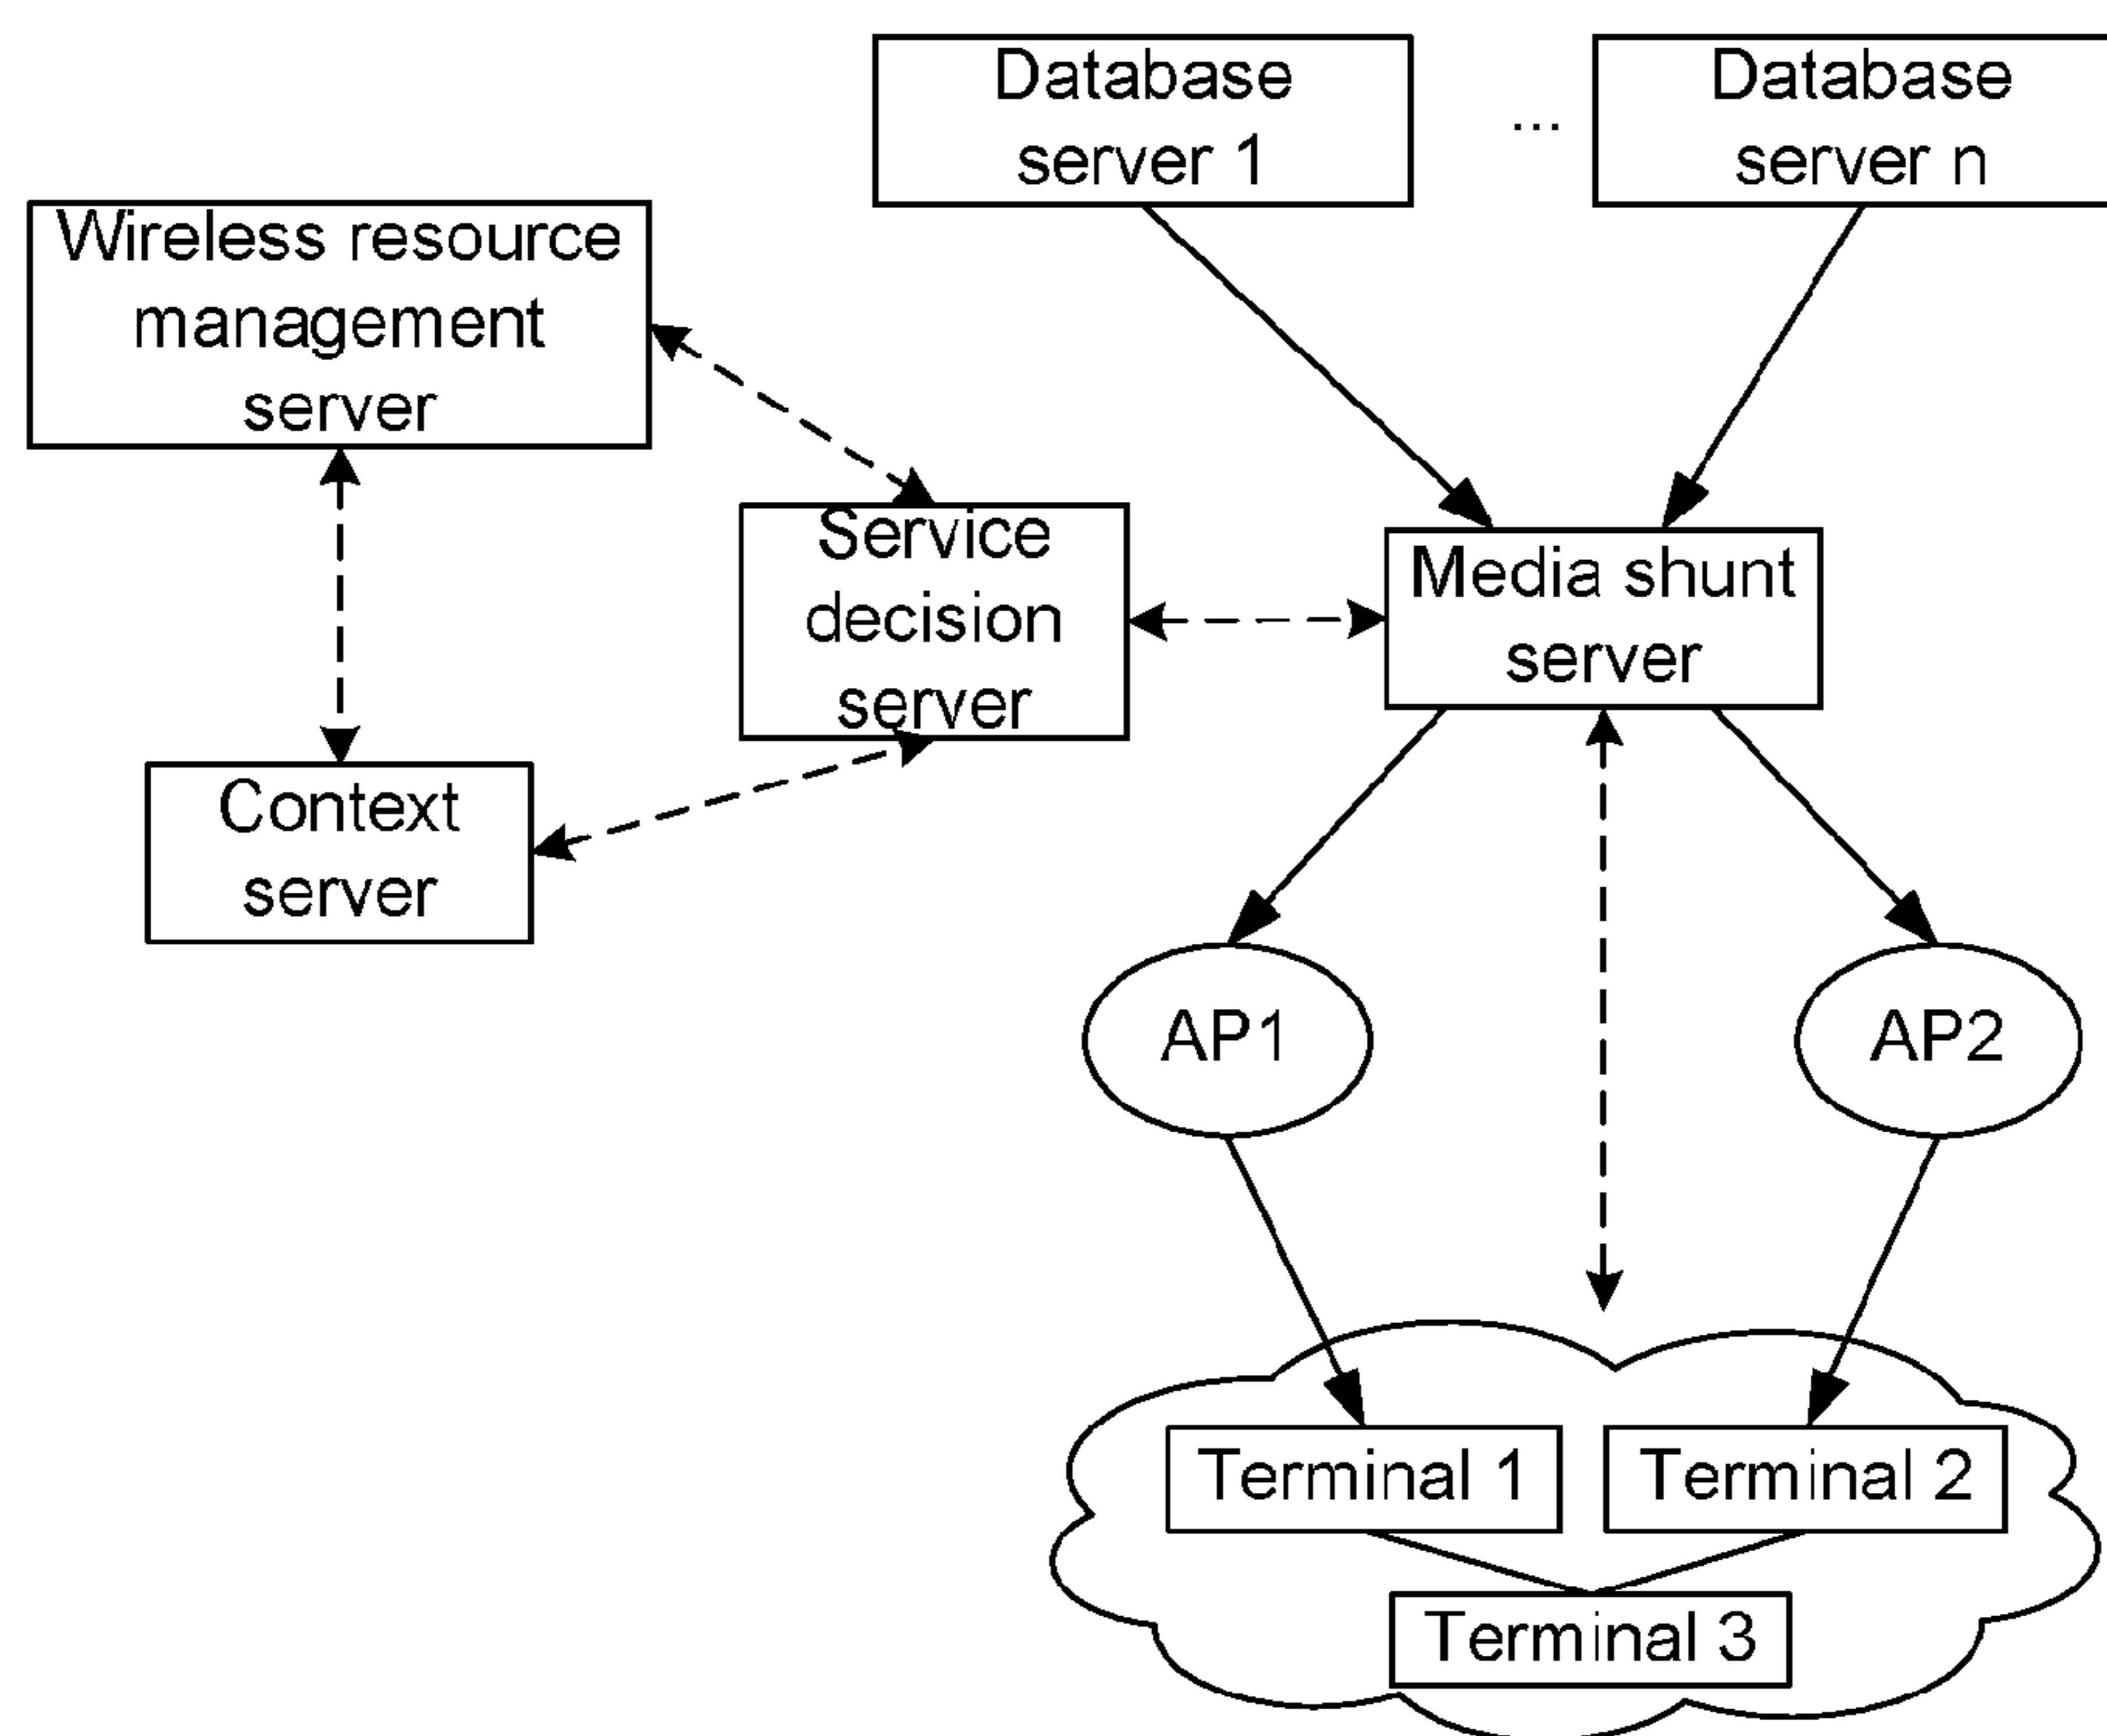 Database
server 1
...
Database
server n
Wireless resource
management
server
Service
decision
server
Media shunt
server
Context
server
AP1
AP2
Terminal 1
Terminal 2
Terminal 3